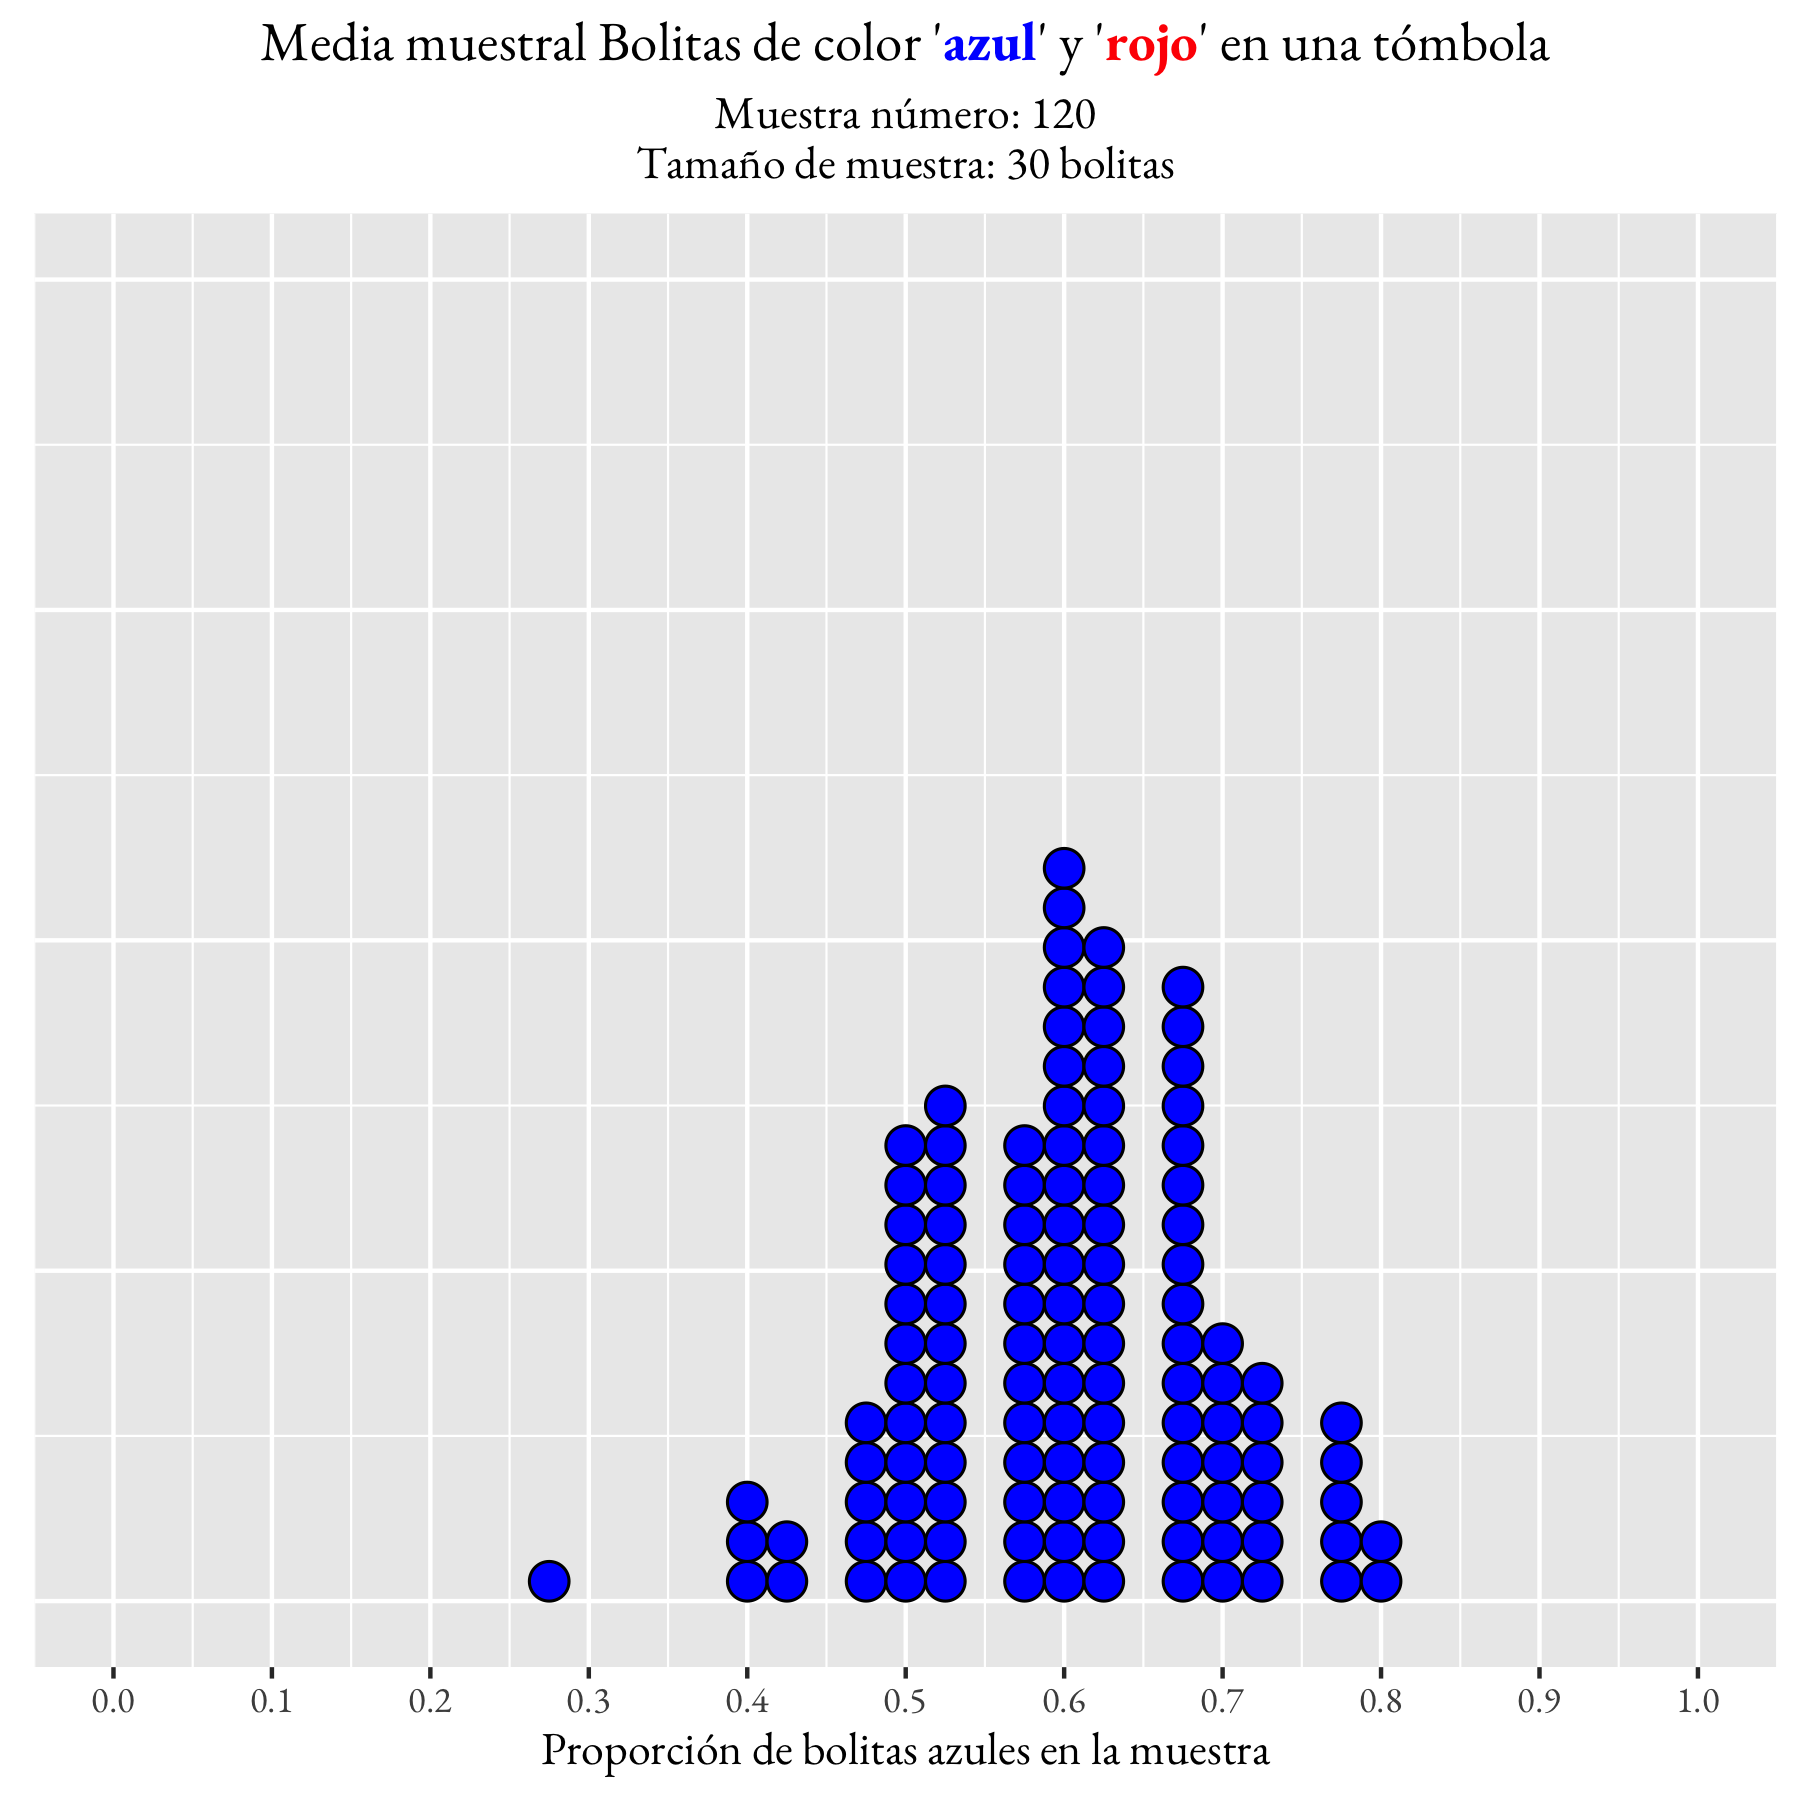 Media muestral Bolitas de color 'azul' y 'rojo' en una tómbola
Muestra número: 120
Tamaño de muestra: 30 bolitas
0.0 0.1 0.2 0.3 0.4 0.5 0.6 0.7 0.8 0.9 1.0
Proporción de bolitas azules en la muestra